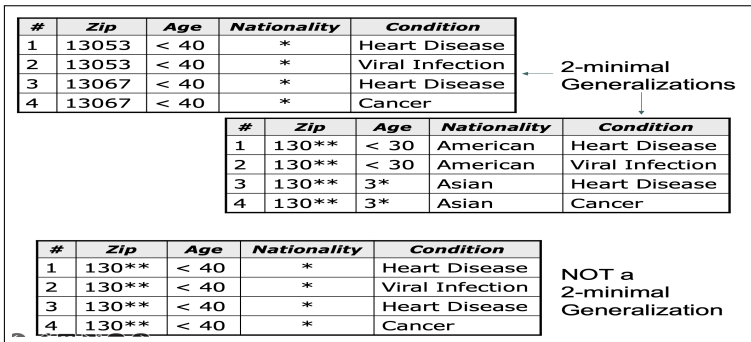 # Zip Age Nationality Condition
1 13053 < 40 * Heart Disease
2 13053 < 40 * Viral Infection
3 13067 < 40 * Heart Disease
4 13067 < 40 * Cancer
2-minimal
Generalizations
# Zip Age Nationality Condition
1 130** < 30 American Heart Disease
2 130** < 30 American Viral Infection
3 130** 3* Asian Heart Disease
4 130** 3* Asian Cancer
# Zip Age Nationality Condition
1 130** < 40 * Heart Disease
2 130** < 40 * Viral Infection
3 130** < 40 * Heart Disease
4 130** < 40 * Cancer
NOT a
2-minimal
Generalization